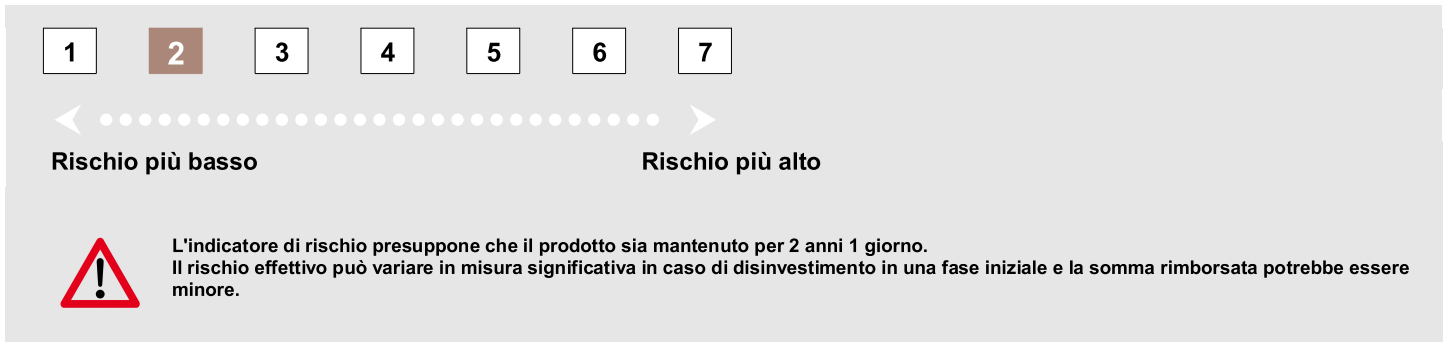 1 2 3 4 5 6 7
Rischio più basso Rischio più alto
L'indicatore di rischio presuppone che il prodotto sia mantenuto per 2 anni 1 giorno.
Il rischio effettivo può variare in misura significativa in caso di disinvestimento in una fase iniziale e la somma rimborsata potrebbe essere
minore.